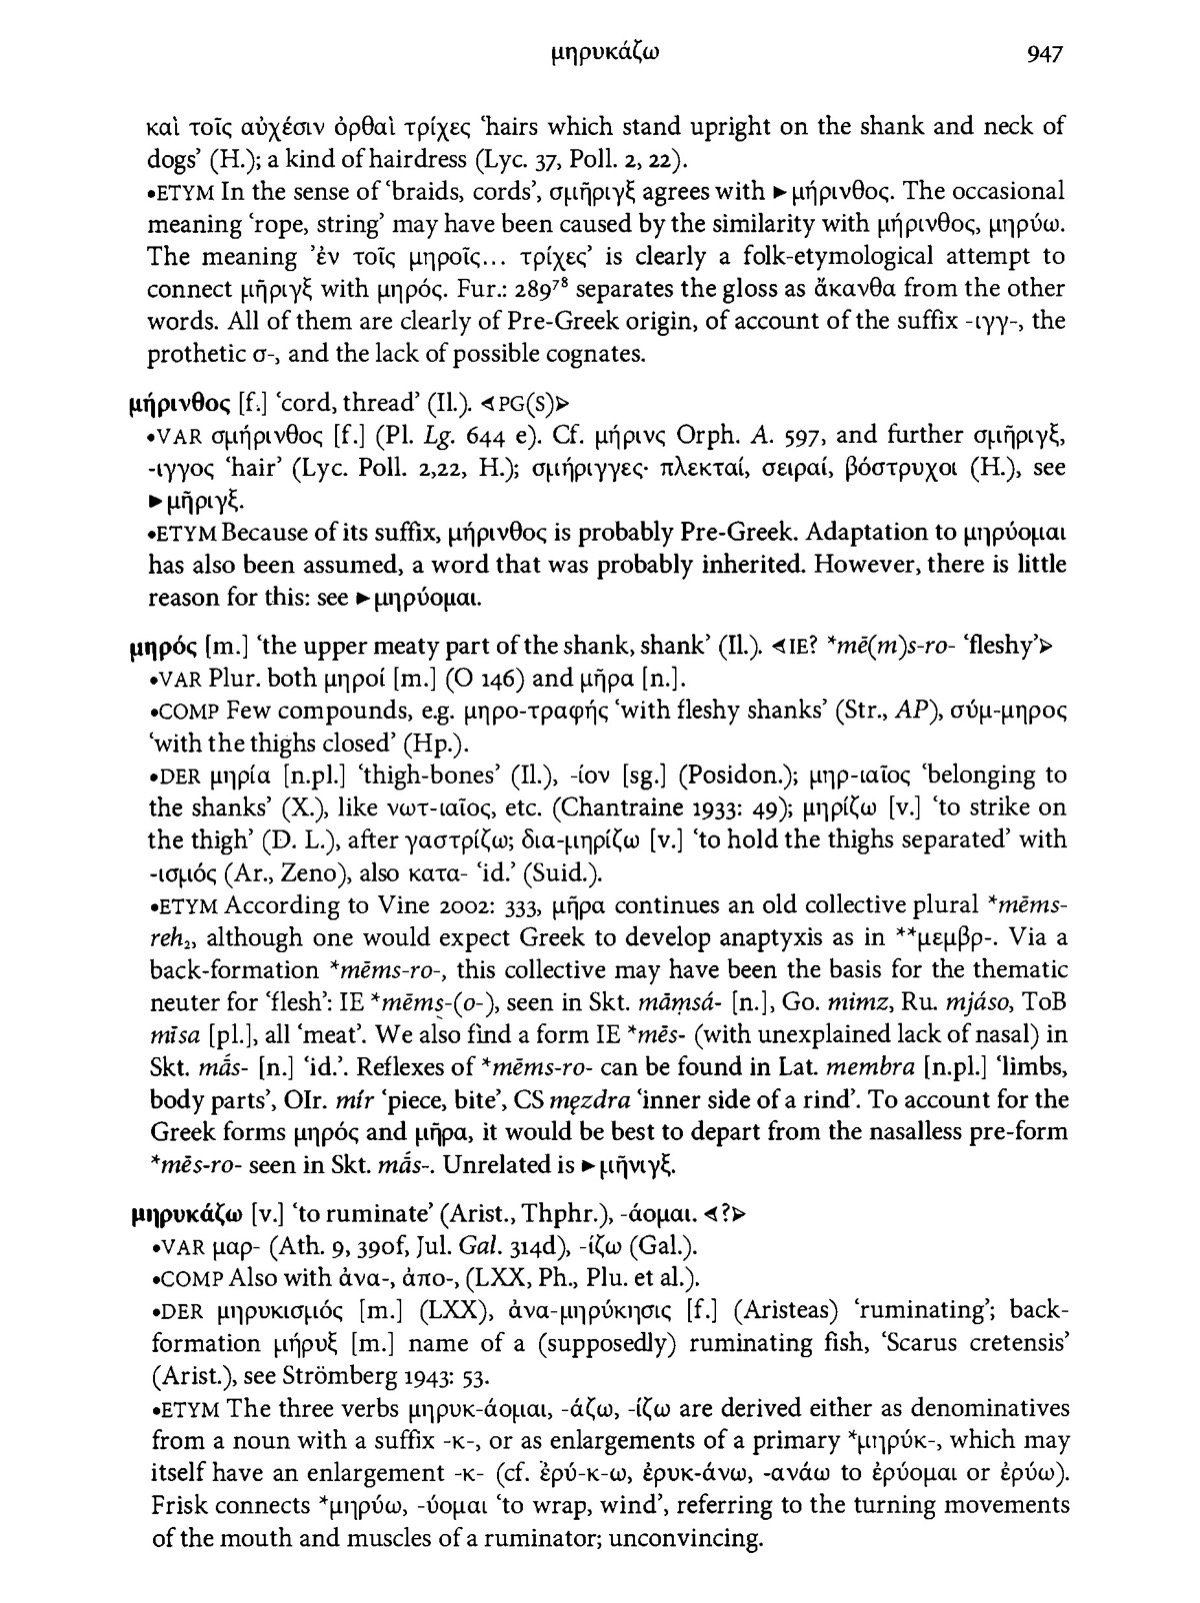 μηρυκάζω 947
καὶ τοῖς αὐχέσιν ὀρθαὶ τρίχες ‘hairs which stand upright on the shank and neck of
dogs’ (H.); a kind of hairdress (Lyc. 37, Poll. 2, 22).
•ETYM In the sense of ‘braids, cords’, σμῆριγξ agrees with ►μήρινθος. The occasional
meaning ‘rope, string’ may have been caused by the similarity with μήρινθος, μηρύω.
The meaning ’ἐν τοῖς μηροῖς... τρίχες’ is clearly a folk-etymological attempt to
connect μῆριγξ with μηρός. Fur.: 289⁷⁸ separates the gloss as ἄκανθα from the other
words. All of them are clearly of Pre-Greek origin, of account of the suffix -ιγγ-, the
prothetic σ-, and the lack of possible cognates.
μήρινθος [f.] ‘cord, thread’ (Il.). ⋖PG(S)⋗
•VAR σμήρινθος [f.] (Pl. Lg. 644 e). Cf. μήρινς Orph. A. 597, and further σμῆριγξ,
-ιγγος ‘hair’ (Lyc. Poll. 2,22, H.); σμήριγγες· πλεκταί, σειραί, βόστρυχοι (H.), see
►μῆριγξ.
•ETYM Because of its suffix, μήρινθος is probably Pre-Greek. Adaptation to μηρύομαι
has also been assumed, a word that was probably inherited. However, there is little
reason for this: see ►μηρύομαι.
μηρός [m.] ‘the upper meaty part of the shank, shank’ (Il.). ⋖IE? *mē(m)s-ro- ‘fleshy’⋗
•VAR Plur. both μηροί [m.] (O 146) and μῆρα [n.].
•COMP Few compounds, e.g. μηρο-τραφής ‘with fleshy shanks’ (Str., AP), σύμ-μηρος
‘with the thighs closed’ (Hp.).
•DER μηρία [n.pl.] ‘thigh-bones’ (Il.), -ίον [sg.] (Posidon.); μηρ-ιαῖος ‘belonging to
the shanks’ (X.), like νωτ-ιαῖος, etc. (Chantraine 1933: 49); μηρίζω [v.] ‘to strike on
the thigh’ (D. L.), after γαστρίζω; δια-μηρίζω [v.] ‘to hold the thighs separated’ with
-ισμός (Ar., Zeno), also κατα- ‘id.’ (Suid.).
•ETYM According to Vine 2002: 333, μῆρα continues an old collective plural *mēms-
reh₂, although one would expect Greek to develop anaptyxis as in **μεμβρ-. Via a
back-formation *mēms-ro-, this collective may have been the basis for the thematic
neuter for ‘flesh’: IE *mēms-(o-), seen in Skt. māṃsá- [n.], Go. mimz, Ru. mjáso, ToB
mīsa [pl.], all ‘meat’. We also find a form IE *mēs- (with unexplained lack of nasal) in
Skt. mā́s- [n.] ‘id.’. Reflexes of *mēms-ro- can be found in Lat. membra [n.pl.] ‘limbs,
body parts’, OIr. mír ‘piece, bite’, CS męzdra ‘inner side of a rind’. To account for the
Greek forms μηρός and μῆρα, it would be best to depart from the nasalless pre-form
*mēs-ro- seen in Skt. mā́s-. Unrelated is ►μῆνιγξ.
μηρυκάζω [v.] ‘to ruminate’ (Arist., Thphr.), -άομαι. ⋖?⋗
•VAR μαρ- (Ath. 9, 390f, Jul. Gal. 314d), -ίζω (Gal.).
•COMP Also with ἀνα-, ἀπο-, (LXX, Ph., Plu. et al.).
•DER μηρυκισμός [m.] (LXX), ἀνα-μηρύκησις [f.] (Aristeas) ‘ruminating’; back-
formation μήρυξ [m.] name of a (supposedly) ruminating fish, ‘Scarus cretensis’
(Arist.), see Strömberg 1943: 53.
•ETYM The three verbs μηρυκ-άομαι, -άζω, -ίζω are derived either as denominatives
from a noun with a suffix -κ-, or as enlargements of a primary *μηρύκ-, which may
itself have an enlargement -κ- (cf. ἐρύ-κ-ω, ἐρυκ-άνω, -ανάω to ἐρύομαι or ἐρύω).
Frisk connects *μηρύω, -ύομαι ‘to wrap, wind’, referring to the turning movements
of the mouth and muscles of a ruminator; unconvincing.